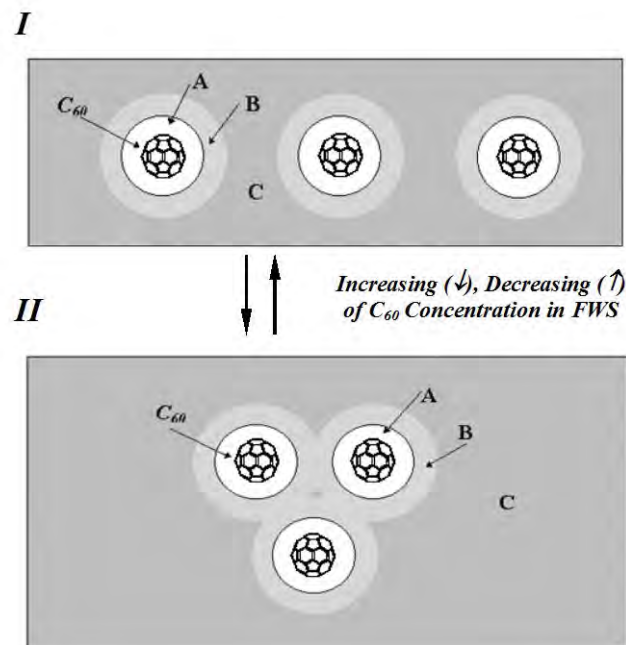 I
A
C₆₀
B
C
Increasing (↓), Decreasing (↑)
of C₆₀ Concentration in FWS
II
A
C₆₀
B
C